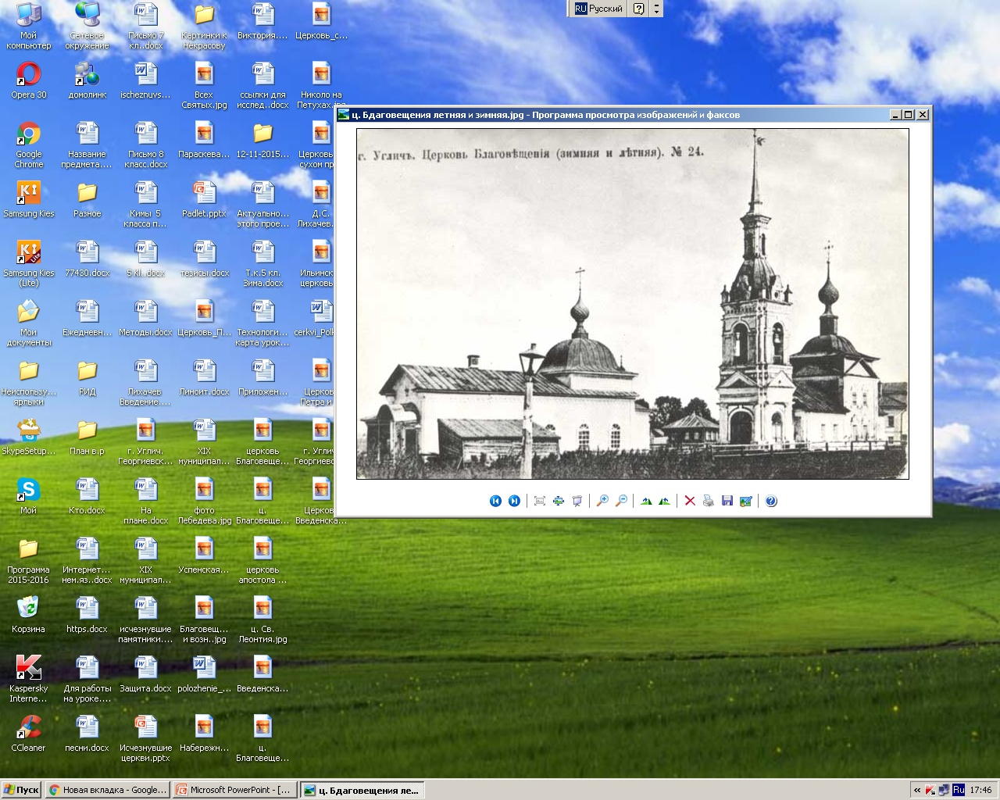 RU Русский
Мой компьютер
Сетевое окружение
Письмо 7 кл..docx
Картинки к Некрасову
Виктория....
Церковь_с...
Opera 30
домолинк
ischeznuvs...
Всех Святых.jpg
ссылки для исслед..docx
Николо на Петухах.jpg
Google Chrome
Название предмета....
Письмо 8 класс.docx
Параскева...
12-11-2015...
Церковь
сухом пр
Samsung Kies
Разное
Кимы 5 класса п...
Padlet.pptx
Актуально... этого прое...
Д.С. Лихачев.
Samsung Kies (Lite)
77430.docx
5 кl..docx
тезисы.docx
Т.к.5 кл. Зима.docx
Ильинск
церковь
Мои документы
Ежедневн...
Методы.docx
Церковь_П...
Технологи... карта урок...
cerkvi_Polk
Неиспользу... ярлыки
РИД
Лихачев Введение....
Линоит.docx
Приложен...
Церков
Петра и
SkypeSetup...
План в.р
г. Углич. Георгиевск...
XIX муниципал...
церковь Благовеще...
г. Угли
Георгиевс
Мой
Кто.docx
На плане.docx
фото Лебедева.jpg
ц. Благовеще...
Церков
Введенска...
Программа 2015-2016
Интернет... нем.яз..docx
XIX муниципал...
Успенская...
церковь апостола ...
Корзина
https.docx
исчезнувшие памятники....
Благовещ... и возн..jpg
ц. Св. Леонтия.jpg
Kaspersky Interne...
Для работы на уроке....
Защита.docx
polozhenie_...
Введенска...
CCleaner
песни.docx
Исчезнувшие церкви.pptx
Набережн...
ц. Благовеще...
ц. Бдаговещения летняя и зимняя.jpg - Программа просмотра изображений и факсов
г. Угличъ. Церковь Благовѣщенія (зимняя и лѣтняя). № 24.
Пуск
Новая вкладка - Google...
Microsoft PowerPoint - [...
ц. Бдаговещения ле...
Ru 17:46